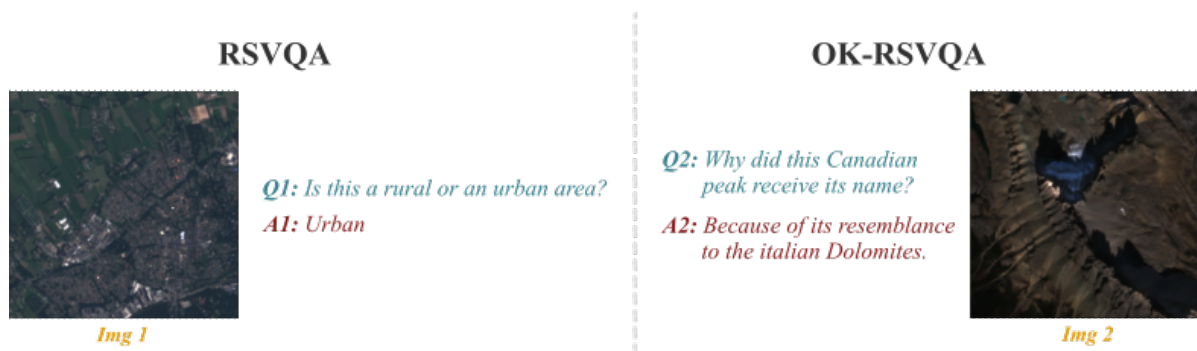 RSVQA
Q1: Is this a rural or an urban area?
A1: Urban
Img 1
OK-RSVQA
Q2: Why did this Canadian
peak receive its name?
A2: Because of its resemblance
to the italian Dolomites.
Img 2